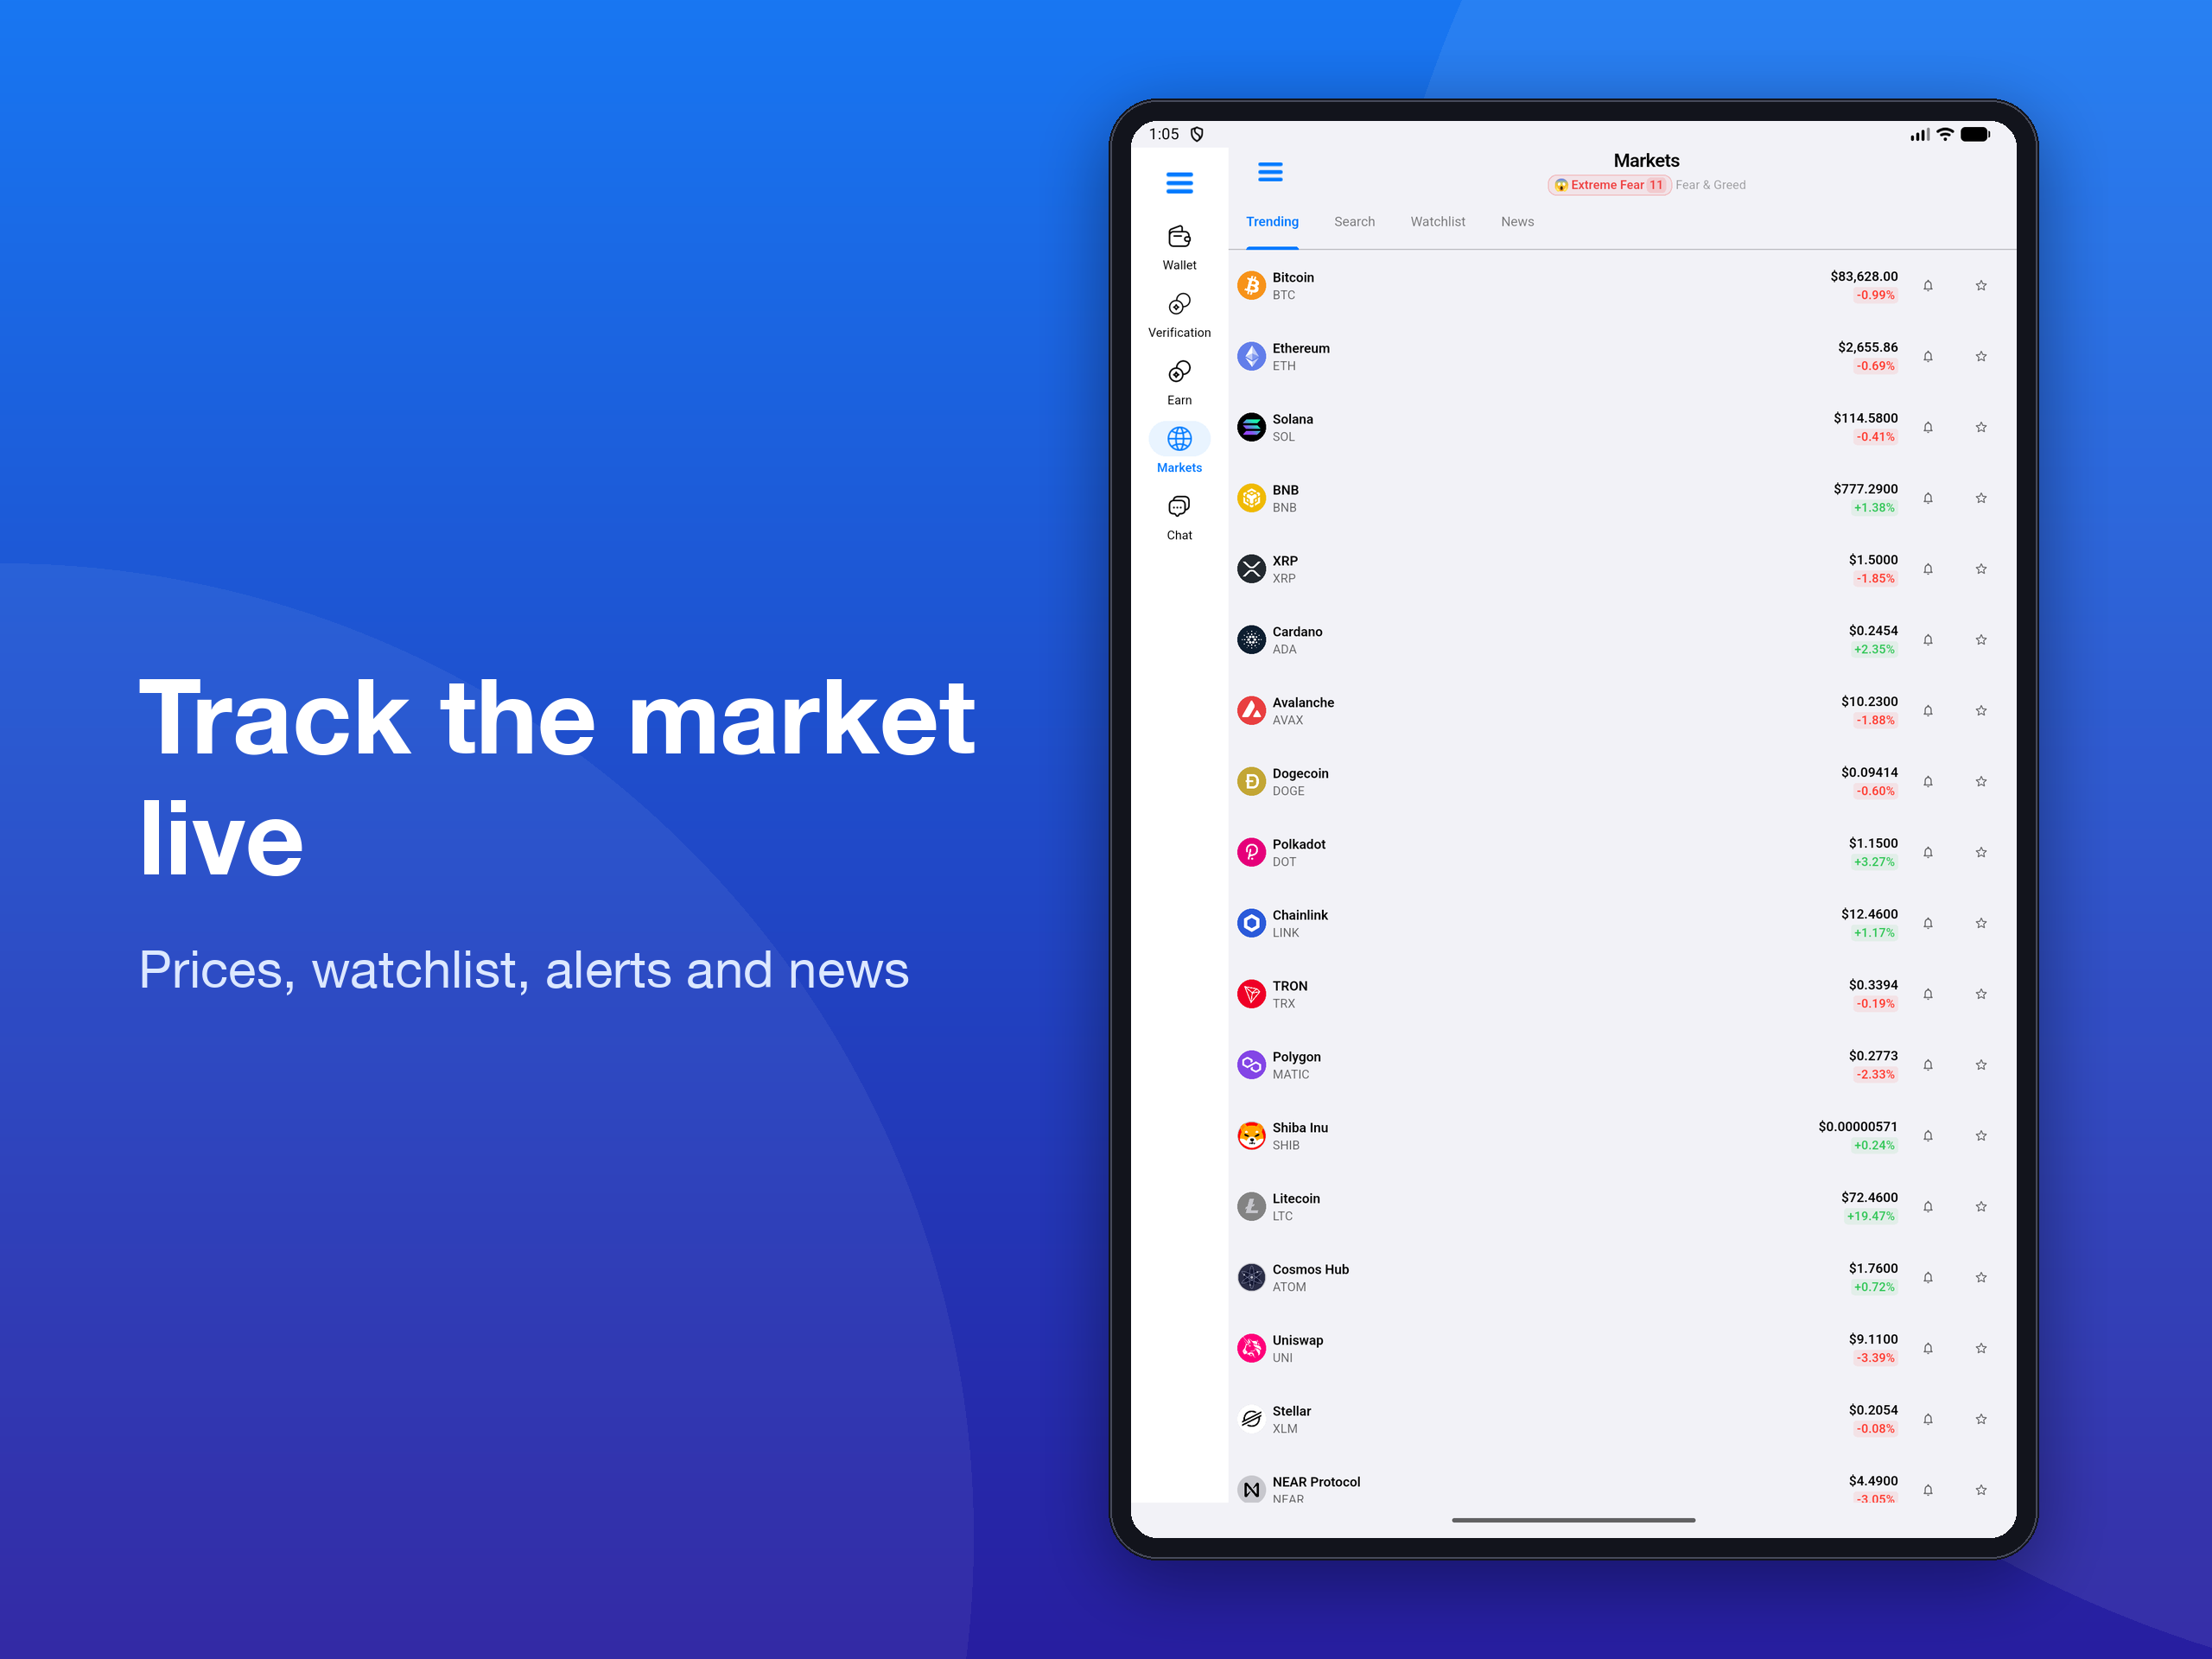 Track the market
live
Prices, watchlist, alerts and news
1:05
Markets
😱 Extreme Fear 11 Fear & Greed
Trending Search Watchlist News
Wallet
Verification
Earn
Markets
Chat
Bitcoin $83,628.00
BTC -0.99%
Ethereum $2,655.86
ETH -0.69%
Solana $114.5800
SOL -0.41%
BNB $777.2900
BNB +1.38%
XRP $1.5000
XRP -1.85%
Cardano $0.2454
ADA +2.35%
Avalanche $10.2300
AVAX -1.88%
Dogecoin $0.09414
DOGE -0.60%
Polkadot $1.1500
DOT +3.27%
Chainlink $12.4600
LINK +1.17%
TRON $0.3394
TRX -0.19%
Polygon $0.2773
MATIC -2.33%
Shiba Inu $0.00000571
SHIB +0.24%
Litecoin $72.4600
LTC +19.47%
Cosmos Hub $1.7600
ATOM +0.72%
Uniswap $9.1100
UNI -3.39%
Stellar $0.2054
XLM -0.08%
NEAR Protocol $4.4900
NEAR -3.05%